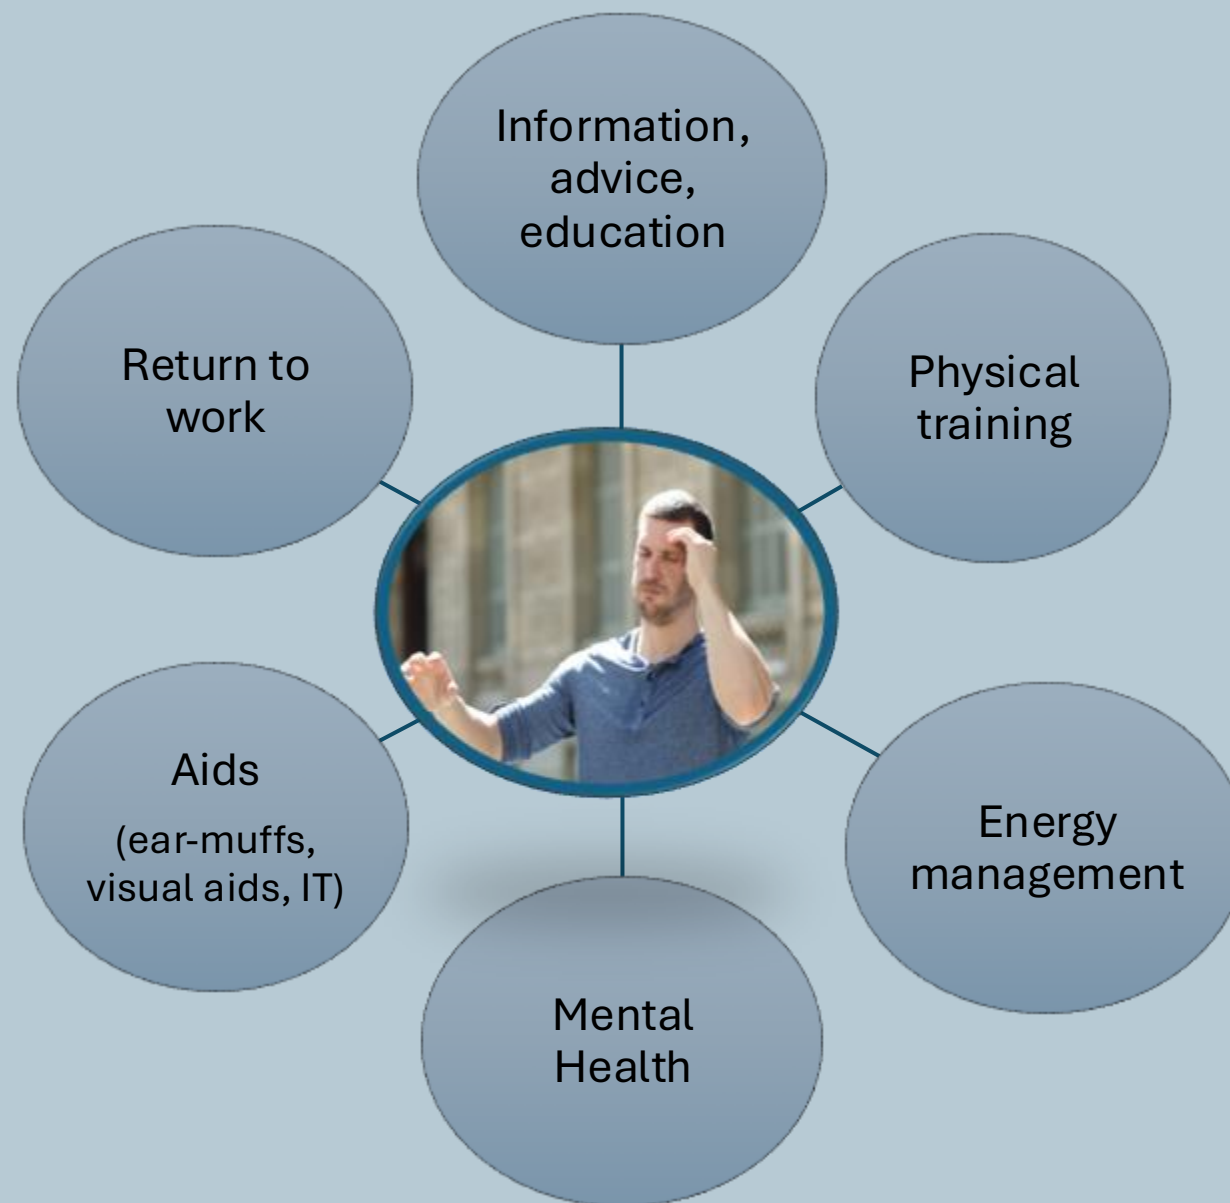 Information,
advice,
education
Physical
training
Energy
management
Mental
Health
Aids
(ear-muffs,
visual aids, IT)
Return to
work